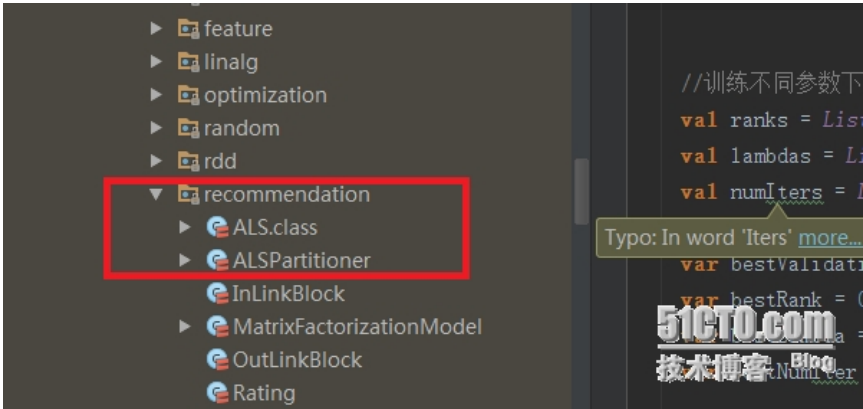 feature
linalg
optimization
random
rdd
recommendation
ALS.class
ALSPartitioner
InLinkBlock
MatrixFactorizationModel
OutLinkBlock
Rating
//训练不同参数下
val ranks = Lis
val lambdas = Li
val numIters =
Typo: In word 'Iters' more...
var bestValidati
var bestRank =
51CTO.com
技术博客 Blog
NumIter